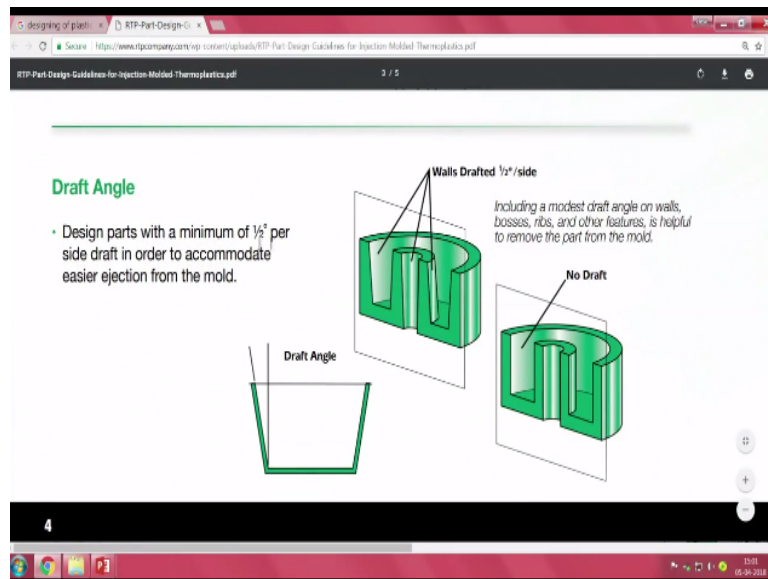 designing of plasti
RTP-Part-Design-G
Secure
https://www.rtpcompany.com/wp-content/uploads/RTP-Part-Design-Guidelines-for-Injection-Molded-Thermoplastics.pdf
RTP-Part-Design-Guidelines-for-Injection-Molded-Thermoplastics.pdf
3 / 5
Draft Angle
• Design parts with a minimum of ½° per
side draft in order to accommodate
easier ejection from the mold.
Walls Drafted ½°/side
Including a modest draft angle on walls,
bosses, ribs, and other features, is helpful
to remove the part from the mold.
No Draft
Draft Angle
4
15:01
05-04-2018